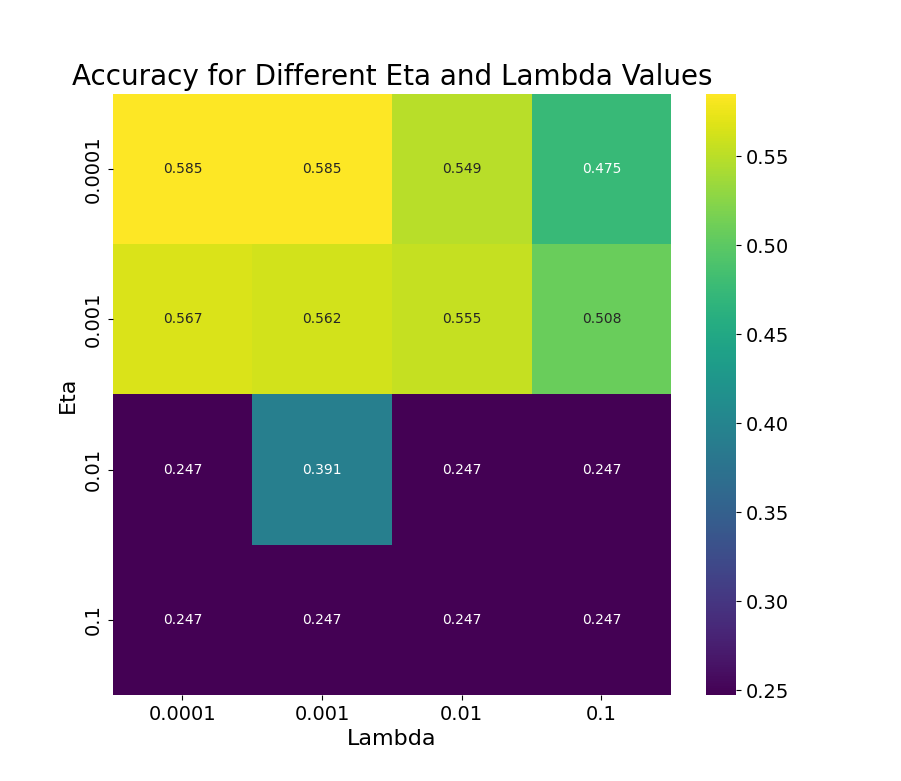 Accuracy for Different Eta and Lambda Values
0.0001 0.585 0.585 0.549 0.475
0.001 0.567 0.562 0.555 0.508
0.01 0.247 0.391 0.247 0.247
0.1 0.247 0.247 0.247 0.247
Eta
0.0001 0.001 0.01 0.1
Lambda
0.55
0.50
0.45
0.40
0.35
0.30
0.25